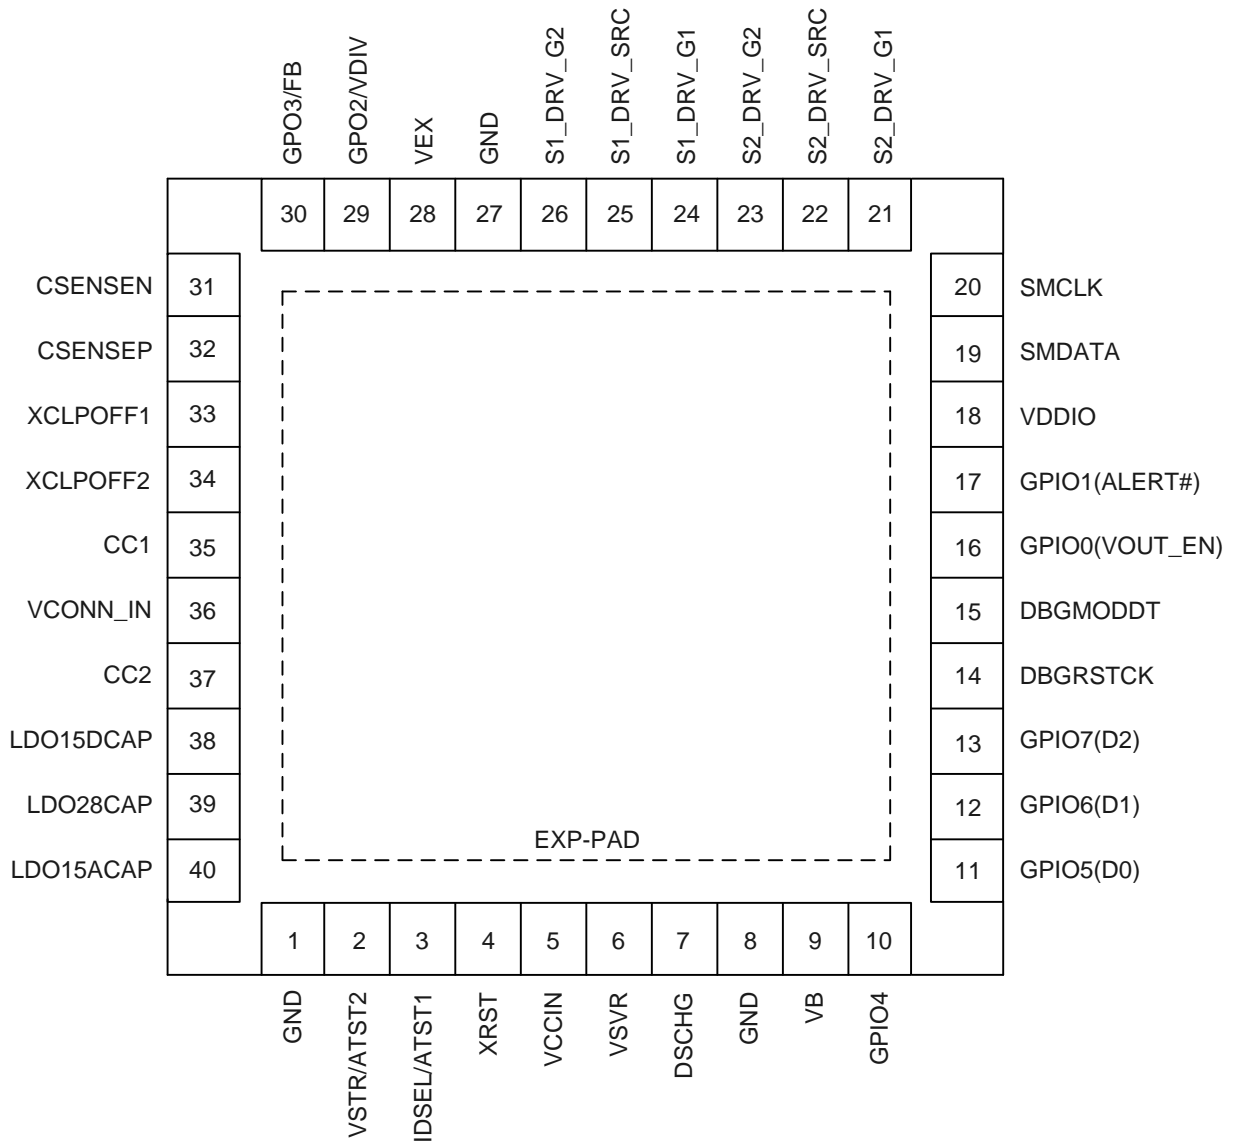 GPO3/FB
GPO2/VDIV
VEX
GND
S1_DRV_G2
S1_DRV_SRC
S1_DRV_G1
S2_DRV_G2
S2_DRV_SRC
S2_DRV_G1
30 29 28 27 26 25 24 23 22 21
CSENSEN 31
CSENSEP 32
XCLPOFF1 33
XCLPOFF2 34
CC1 35
VCONN_IN 36
CC2 37
LDO15DCAP 38
LDO28CAP 39
LDO15ACAP 40
20 SMCLK
19 SMDATA
18 VDDIO
17 GPIO1(ALERT#)
16 GPIO0(VOUT_EN)
15 DBGMODDT
14 DBGRSTCK
13 GPIO7(D2)
12 GPIO6(D1)
11 GPIO5(D0)
EXP-PAD
1 2 3 4 5 6 7 8 9 10
GND
VSTR/ATST2
IDSEL/ATST1
XRST
VCCIN
VSVR
DSCHG
GND
VB
GPIO4